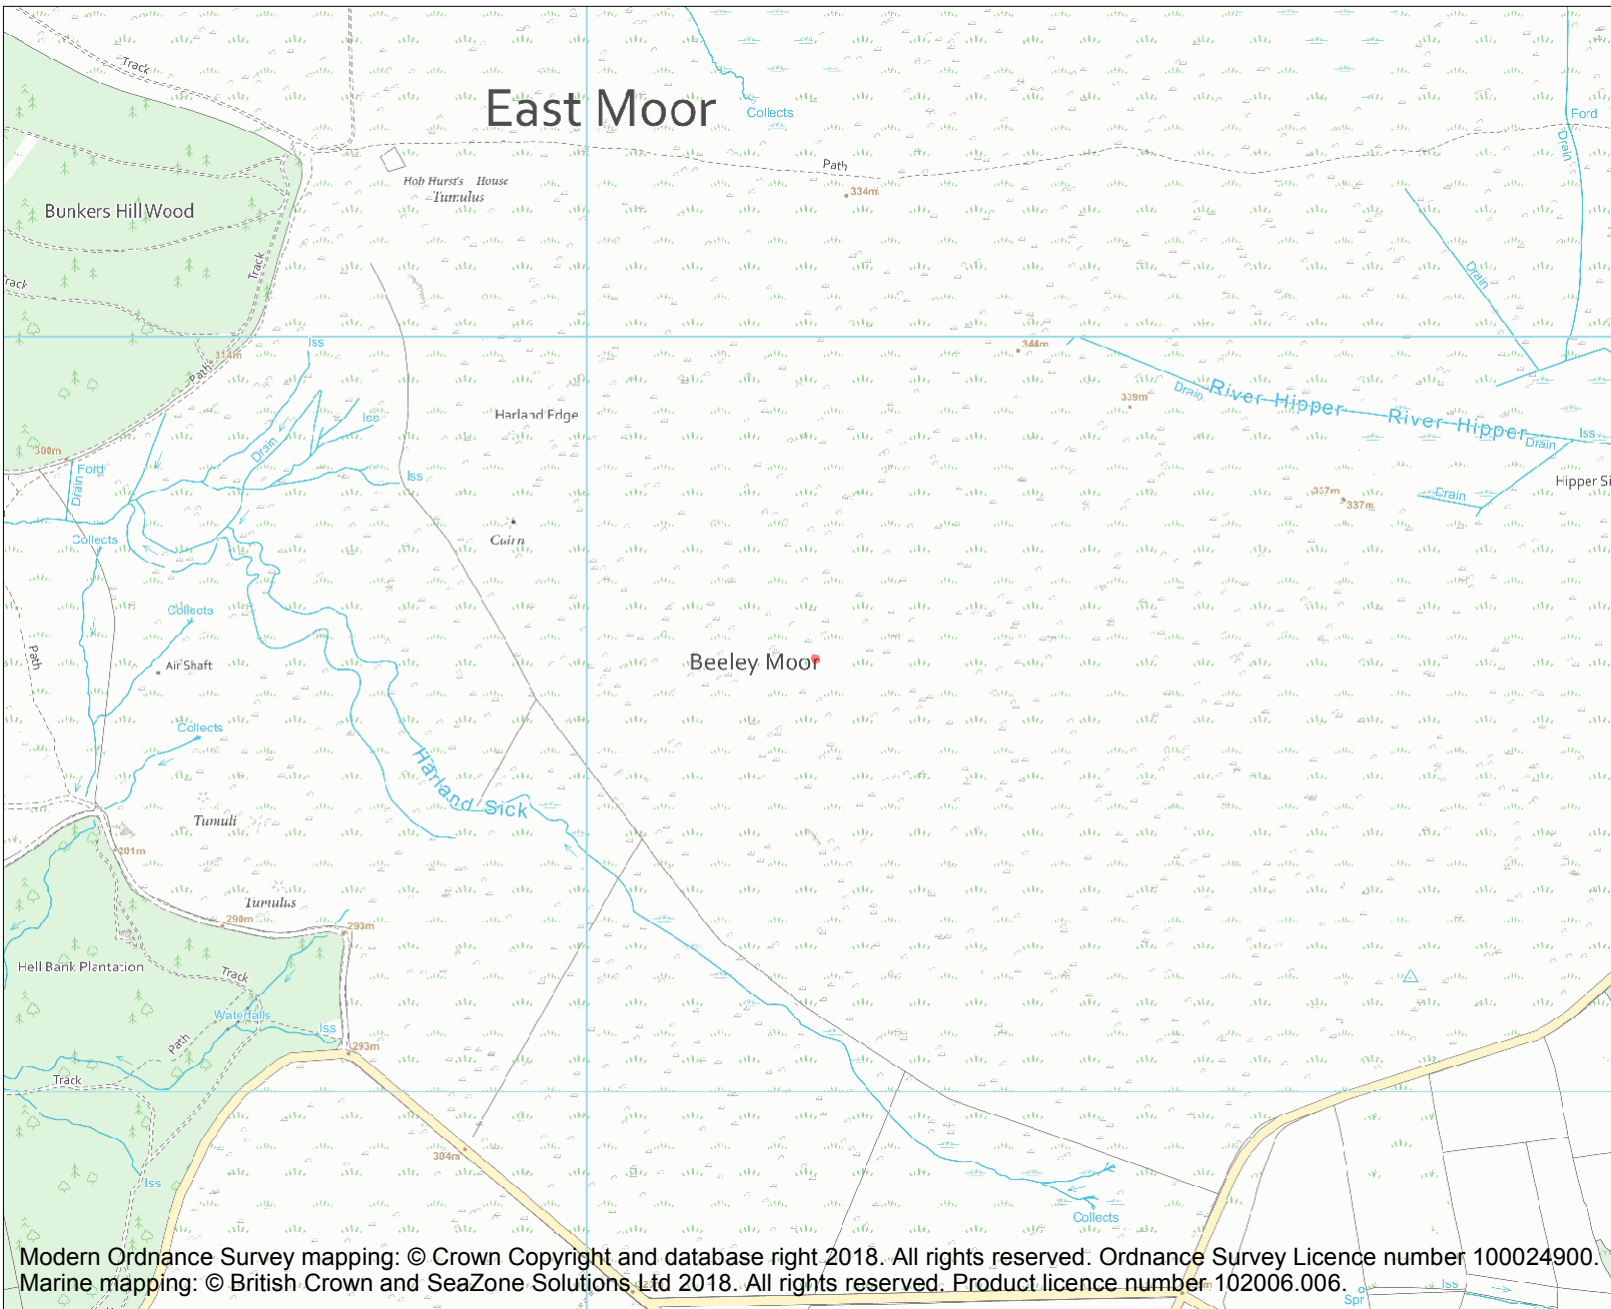 Track
East Moor
Collects
Ford
Drain
Path
Hob Hurst's House
Tumulus
334m
Bunkers Hill Wood
Track
Drain
Track
Iss
344m
314m
Path
Drain
River Hipper
River Hipper
Drain
Iss
339m
Harland Edge
Iss
Drain
300m
Ford
Drain
Iss
Hipper Si
337m
337m
Drain
Cairn
Collects
Collects
Path
Air Shaft
Beeley Moor
Collects
Harland Sick
Tumuli
281m
Tumulus
290m
293m
Hell Bank Plantation
Track
Waterfalls
Iss
Path
293m
Track
304m
Iss
Collects
Modern Ordnance Survey mapping: © Crown Copyright and database right 2018. All rights reserved. Ordnance Survey Licence number 100024900.
Marine mapping: © British Crown and SeaZone Solutions Ltd 2018. All rights reserved. Product licence number 102006.006.
Iss
Spr